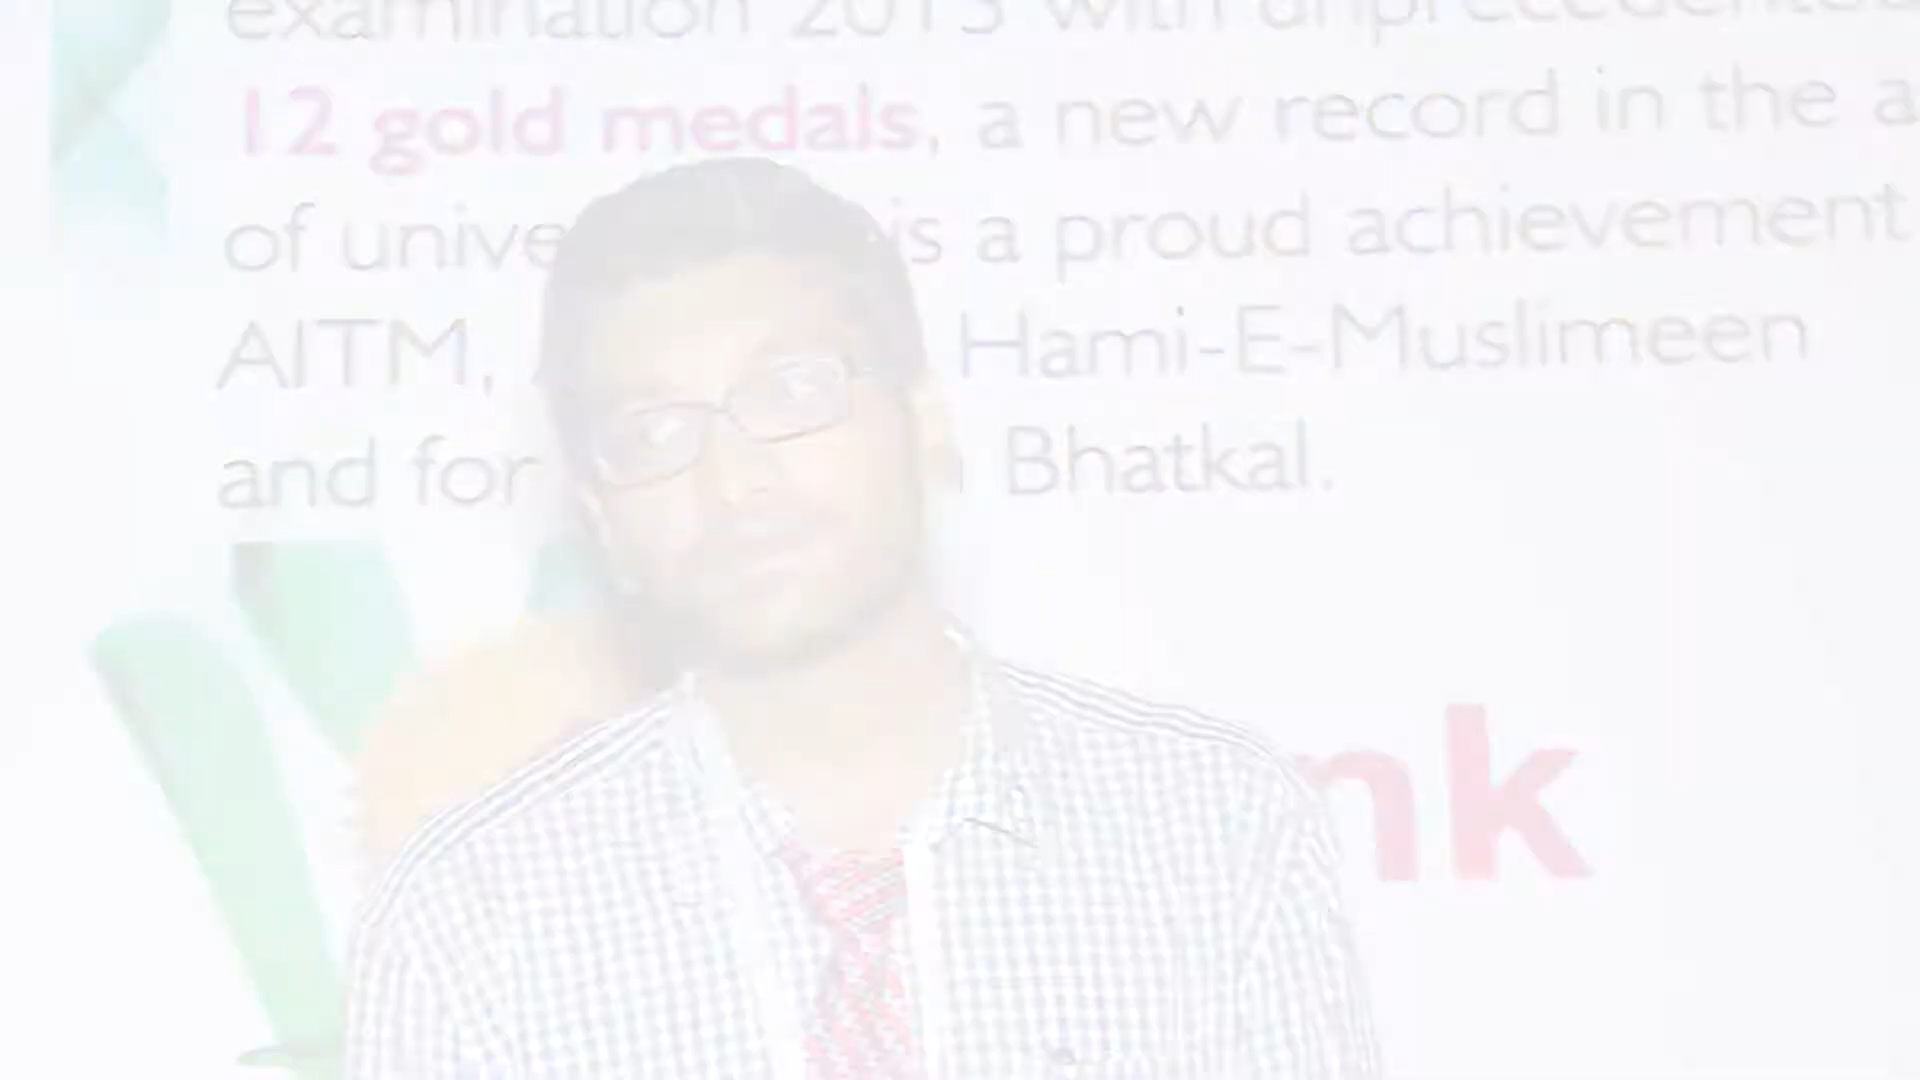 examination 2013 with
12 gold medals, a new record in the
of is a proud achievement
AITM, Hami-E-Muslimeen
and for Bhatkal.
nk